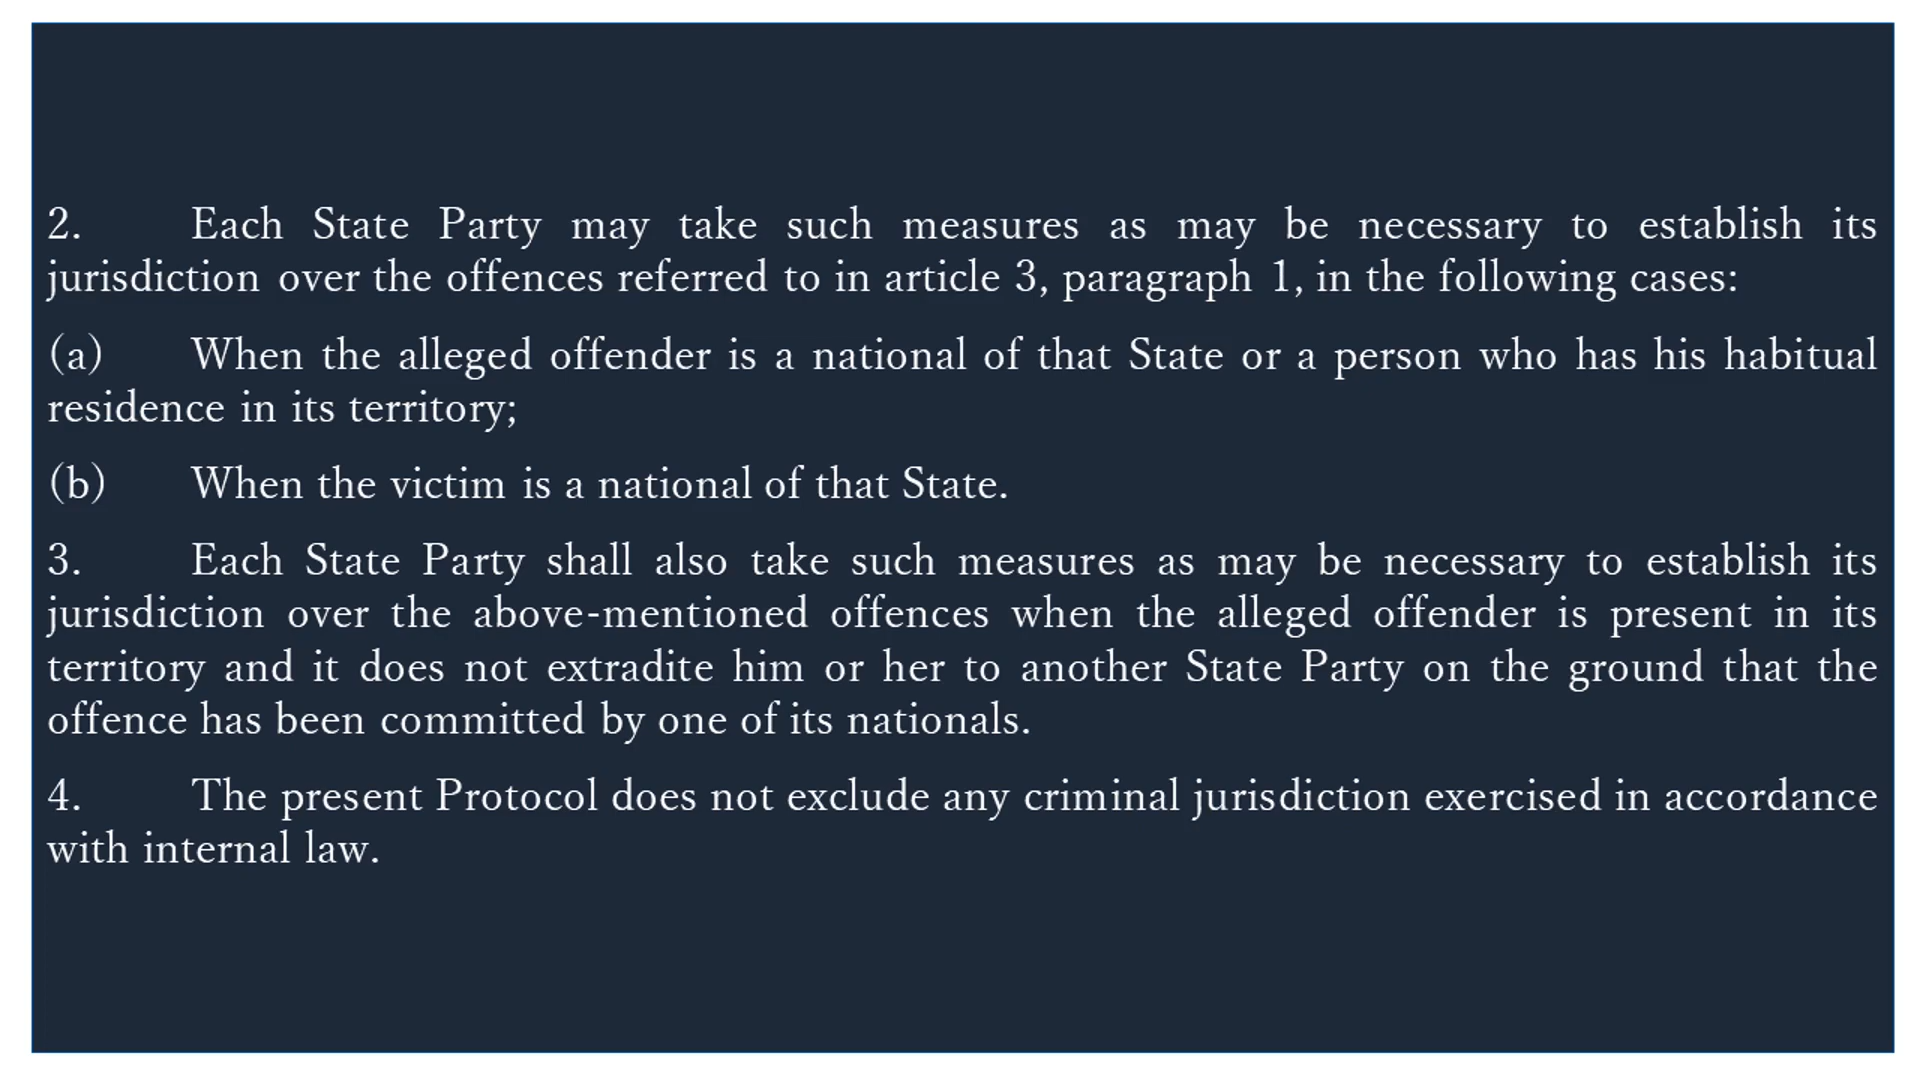 2. Each State Party may take such measures as may be necessary to establish its
jurisdiction over the offences referred to in article 3, paragraph 1, in the following cases:
(a) When the alleged offender is a national of that State or a person who has his habitual
residence in its territory;
(b) When the victim is a national of that State.
3. Each State Party shall also take such measures as may be necessary to establish its
jurisdiction over the above-mentioned offences when the alleged offender is present in its
territory and it does not extradite him or her to another State Party on the ground that the
offence has been committed by one of its nationals.
4. The present Protocol does not exclude any criminal jurisdiction exercised in accordance
with internal law.